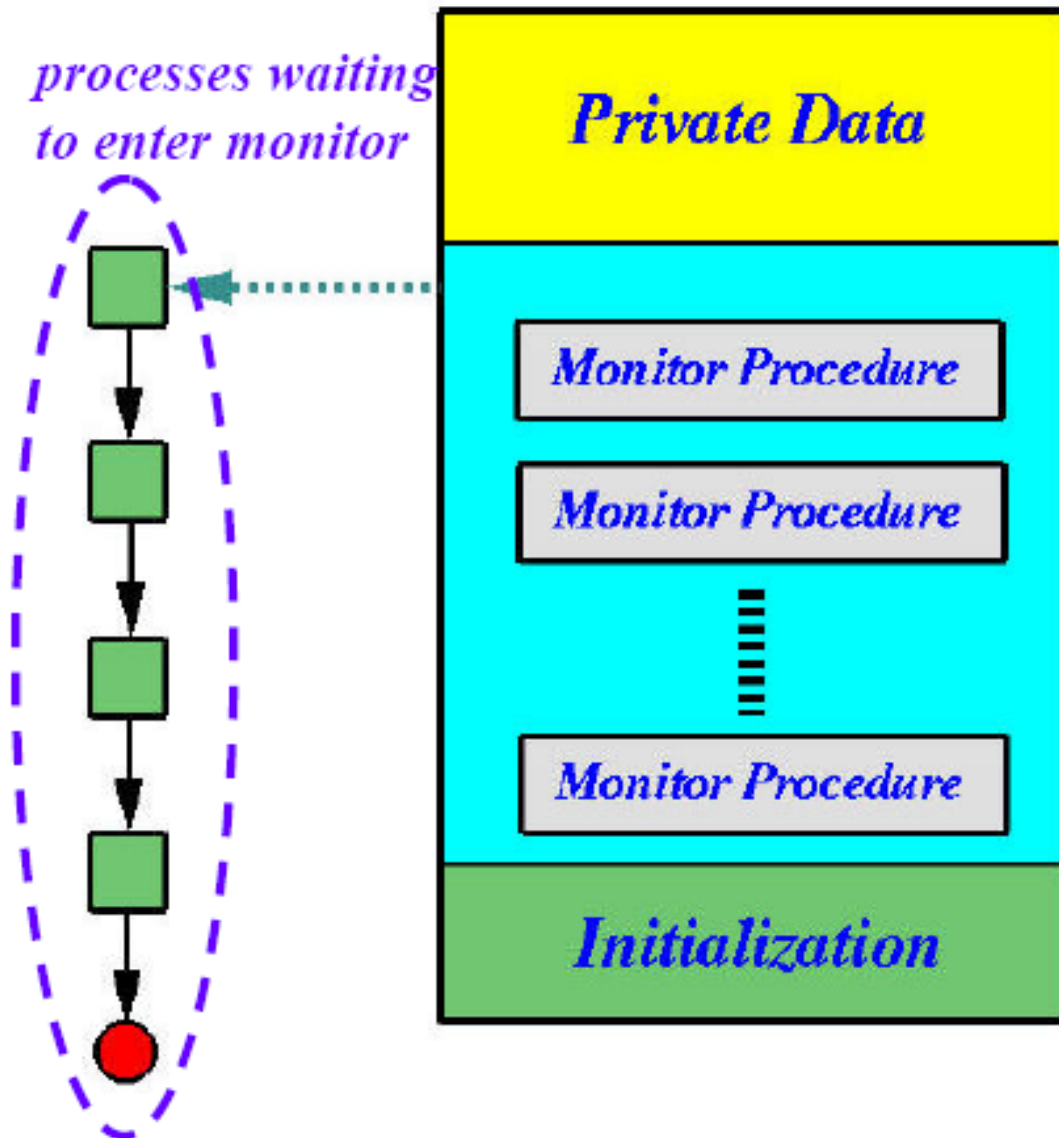 processes waiting
to enter monitor
Private Data
Monitor Procedure
Monitor Procedure
Monitor Procedure
Initialization